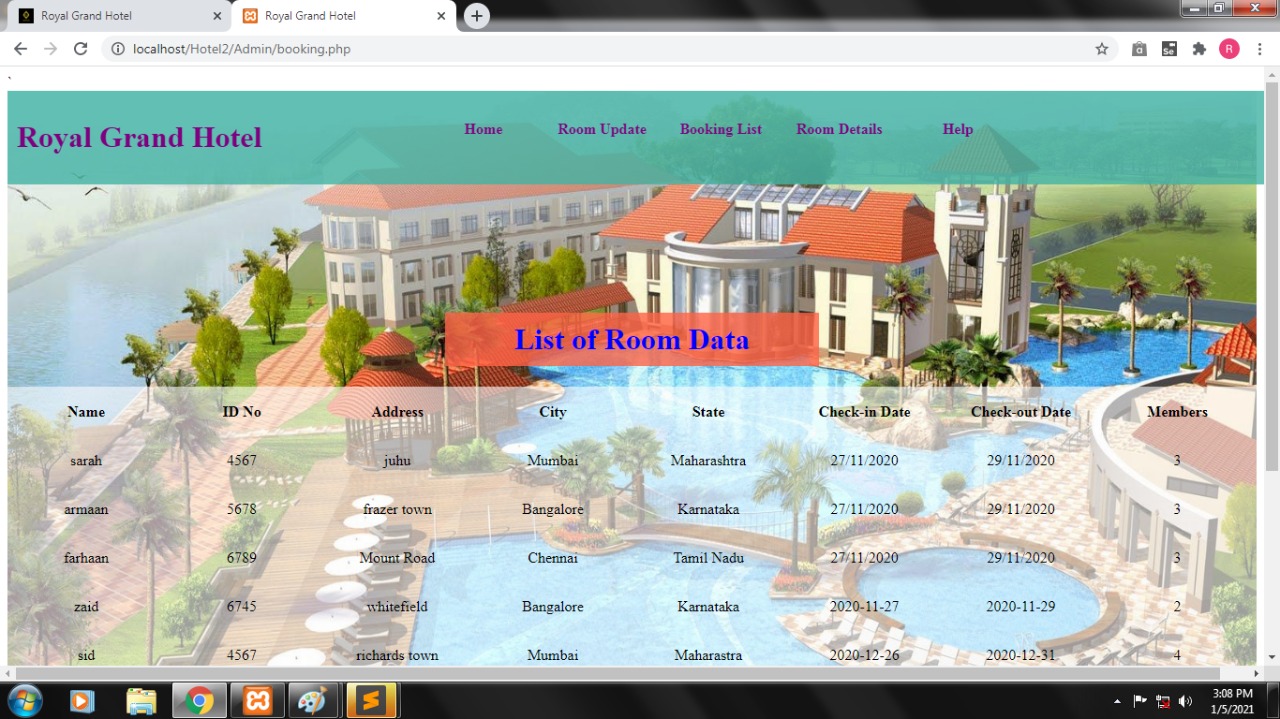 Royal Grand Hotel
Royal Grand Hotel
localhost/Hotel2/Admin/booking.php
R
`
Royal Grand Hotel
Home Room Update Booking List Room Details Help
List of Room Data
Name ID No Address City State Check-in Date Check-out Date Members
sarah 4567 juhu Mumbai Maharashtra 27/11/2020 29/11/2020 3
armaan 5678 frazer town Bangalore Karnataka 27/11/2020 29/11/2020 3
farhaan 6789 Mount Road Chennai Tamil Nadu 27/11/2020 29/11/2020 3
zaid 6745 whitefield Bangalore Karnataka 2020-11-27 2020-11-29 2
sid 4567 richards town Mumbai Maharastra 2020-12-26 2020-12-31 4
3:08 PM
1/5/2021